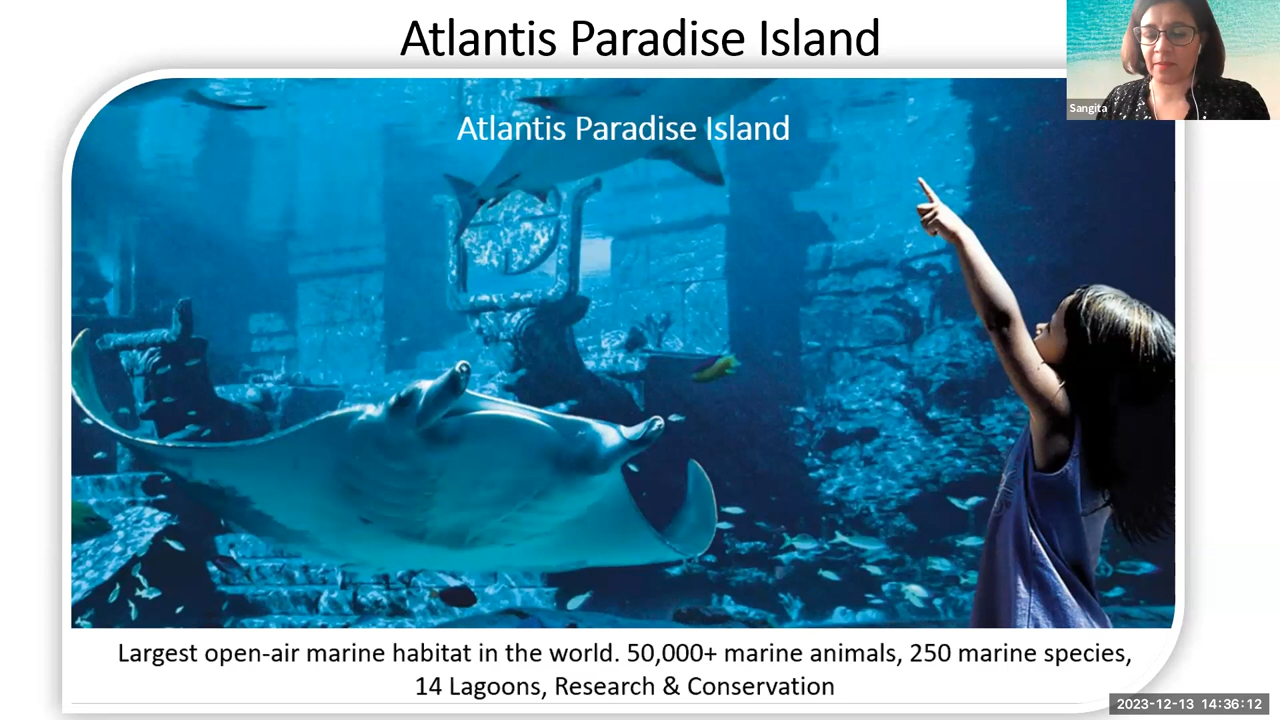 Atlantis Paradise Island
Sangita
Atlantis Paradise Island
Largest open-air marine habitat in the world. 50,000+ marine animals, 250 marine species,
14 Lagoons, Research & Conservation
2023-12-13 14:36:12